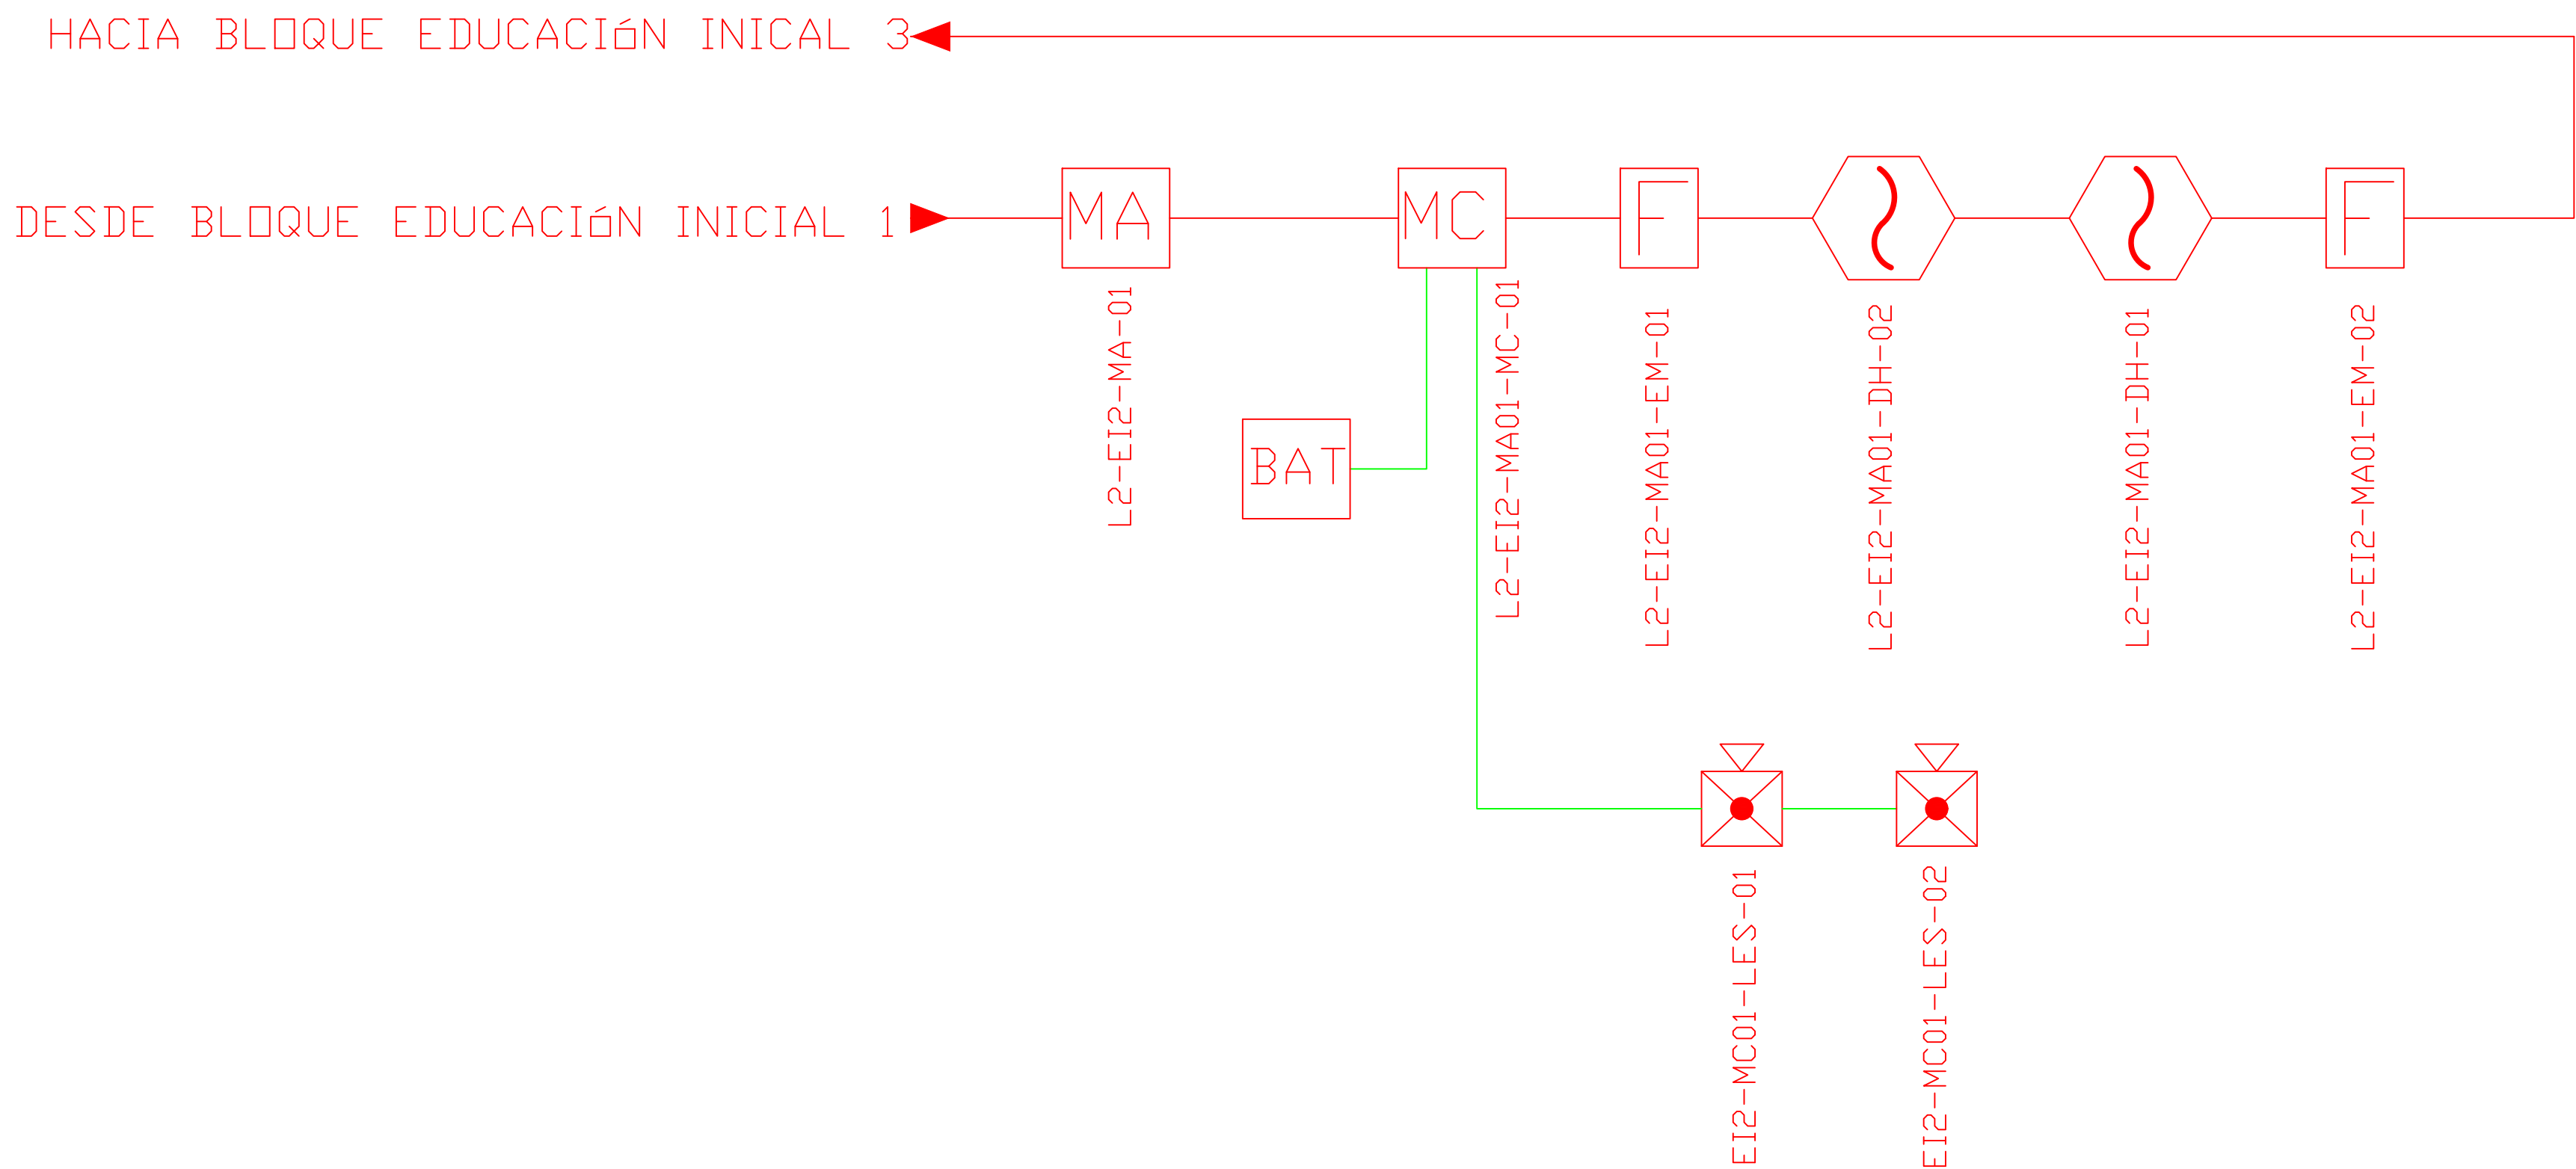 HACIA BLOQUE EDUCACIóN INICAL 3
DESDE BLOQUE EDUCACIóN INICIAL 1
MA
MC
F
F
L2-EI2-MA-01
L2-EI2-MA01-MC-01
L2-EI2-MA01-EM-01
L2-EI2-MA01-DH-02
L2-EI2-MA01-DH-01
L2-EI2-MA01-EM-02
BAT
EI2-MC01-LES-01
EI2-MC01-LES-02